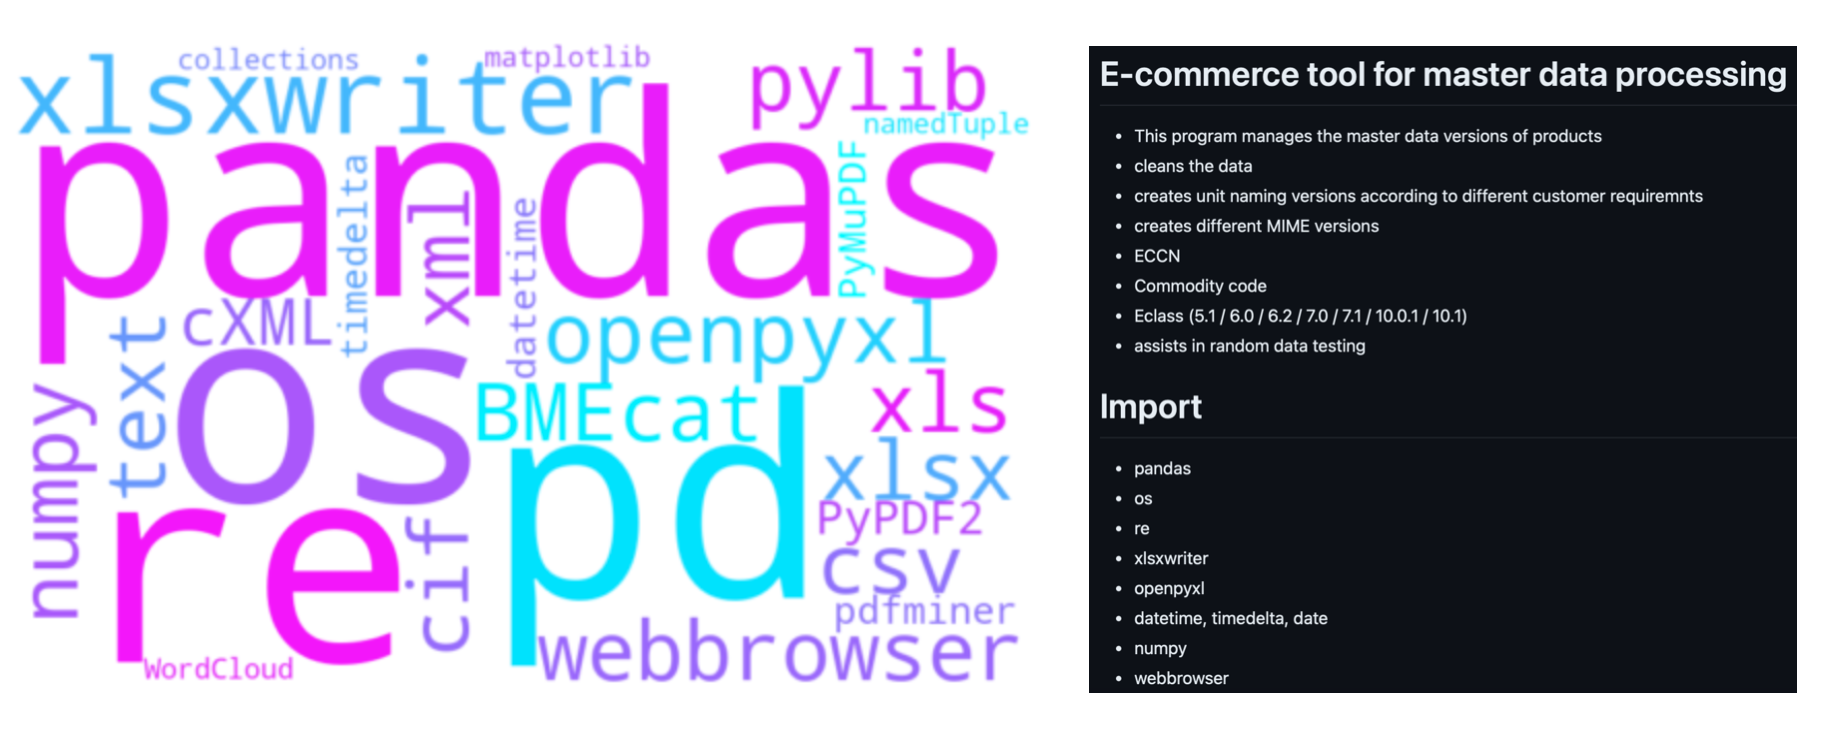 collections
matplotlib
xlsxwriter
pylib
namedTuple
pandas
timedelta
xml
datetime
PyMuPDF
cXML
openpyxl
text
os
BMEcat
xls
numpy
pd
xlsx
re
cif
PyPDF2
csv
pdfminer
webbrowser
WordCloud
E-commerce tool for master data processing
This program manages the master data versions of products
cleans the data
creates unit naming versions according to different customer requiremnts
creates different MIME versions
ECCN
Commodity code
Eclass (5.1 / 6.0 / 6.2 / 7.0 / 7.1 / 10.0.1 / 10.1)
assists in random data testing
Import
pandas
os
re
xlsxwriter
openpyxl
datetime, timedelta, date
numpy
webbrowser